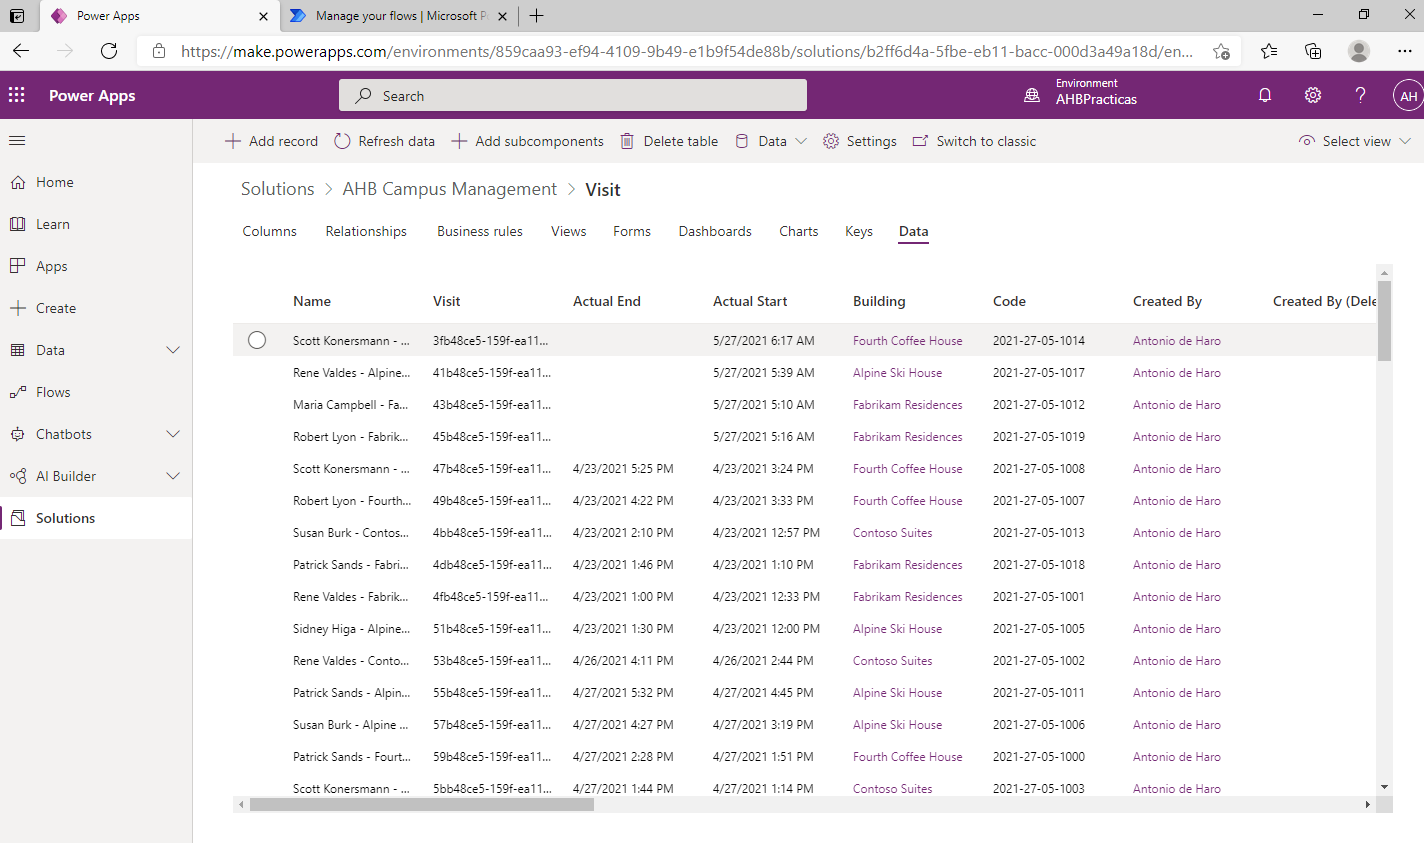 Power Apps
Manage your flows | Microsoft P
https://make.powerapps.com/environments/859caa93-ef94-4109-9b49-e1b9f54de88b/solutions/b2ff6d4a-5fbe-eb11-bacc-000d3a49a18d/en...
Power Apps
Search
Environment
AHBPracticas
? AH
Add record Refresh data Add subcomponents Delete table Data Settings Switch to classic Select view
Home
Learn
Apps
Create
Data
Flows
Chatbots
AI Builder
Solutions
Solutions > AHB Campus Management > Visit
Columns Relationships Business rules Views Forms Dashboards Charts Keys Data
Name Visit Actual End Actual Start Building Code Created By Created By (Dele
Scott Konersmann - ... 3fb48ce5-159f-ea11... 5/27/2021 6:17 AM Fourth Coffee House 2021-27-05-1014 Antonio de Haro
Rene Valdes - Alpine... 41b48ce5-159f-ea11... 5/27/2021 5:39 AM Alpine Ski House 2021-27-05-1017 Antonio de Haro
Maria Campbell - Fa... 43b48ce5-159f-ea11... 5/27/2021 5:10 AM Fabrikam Residences 2021-27-05-1012 Antonio de Haro
Robert Lyon - Fabrik... 45b48ce5-159f-ea11... 5/27/2021 5:16 AM Fabrikam Residences 2021-27-05-1019 Antonio de Haro
Scott Konersmann - ... 47b48ce5-159f-ea11... 4/23/2021 5:25 PM 4/23/2021 3:24 PM Fourth Coffee House 2021-27-05-1008 Antonio de Haro
Robert Lyon - Fourth... 49b48ce5-159f-ea11... 4/23/2021 4:22 PM 4/23/2021 3:33 PM Fourth Coffee House 2021-27-05-1007 Antonio de Haro
Susan Burk - Contos... 4bb48ce5-159f-ea11... 4/23/2021 2:10 PM 4/23/2021 12:57 PM Contoso Suites 2021-27-05-1013 Antonio de Haro
Patrick Sands - Fabri... 4db48ce5-159f-ea11... 4/23/2021 1:46 PM 4/23/2021 1:10 PM Fabrikam Residences 2021-27-05-1018 Antonio de Haro
Rene Valdes - Fabrik... 4fb48ce5-159f-ea11... 4/23/2021 1:00 PM 4/23/2021 12:33 PM Fabrikam Residences 2021-27-05-1001 Antonio de Haro
Sidney Higa - Alpine... 51b48ce5-159f-ea11... 4/23/2021 1:30 PM 4/23/2021 12:00 PM Alpine Ski House 2021-27-05-1005 Antonio de Haro
Rene Valdes - Conto... 53b48ce5-159f-ea11... 4/26/2021 4:11 PM 4/26/2021 2:44 PM Contoso Suites 2021-27-05-1002 Antonio de Haro
Patrick Sands - Alpin... 55b48ce5-159f-ea11... 4/27/2021 5:32 PM 4/27/2021 4:45 PM Alpine Ski House 2021-27-05-1011 Antonio de Haro
Susan Burk - Alpine ... 57b48ce5-159f-ea11... 4/27/2021 4:27 PM 4/27/2021 3:19 PM Alpine Ski House 2021-27-05-1006 Antonio de Haro
Patrick Sands - Fourt... 59b48ce5-159f-ea11... 4/27/2021 2:28 PM 4/27/2021 1:51 PM Fourth Coffee House 2021-27-05-1000 Antonio de Haro
Scott Konersmann - ... 5bb48ce5-159f-ea11... 4/27/2021 1:44 PM 4/27/2021 1:14 PM Contoso Suites 2021-27-05-1003 Antonio de Haro